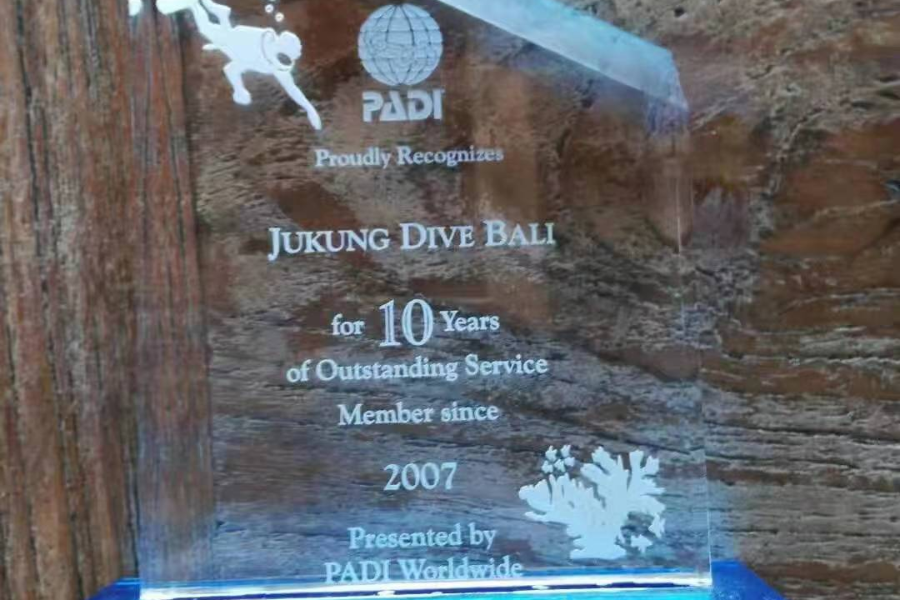 PADI
Proudly Recognizes
JUKUNG DIVE BALI
for 10 Years
of Outstanding Service
Member since
2007
Presented by
PADI Worldwide